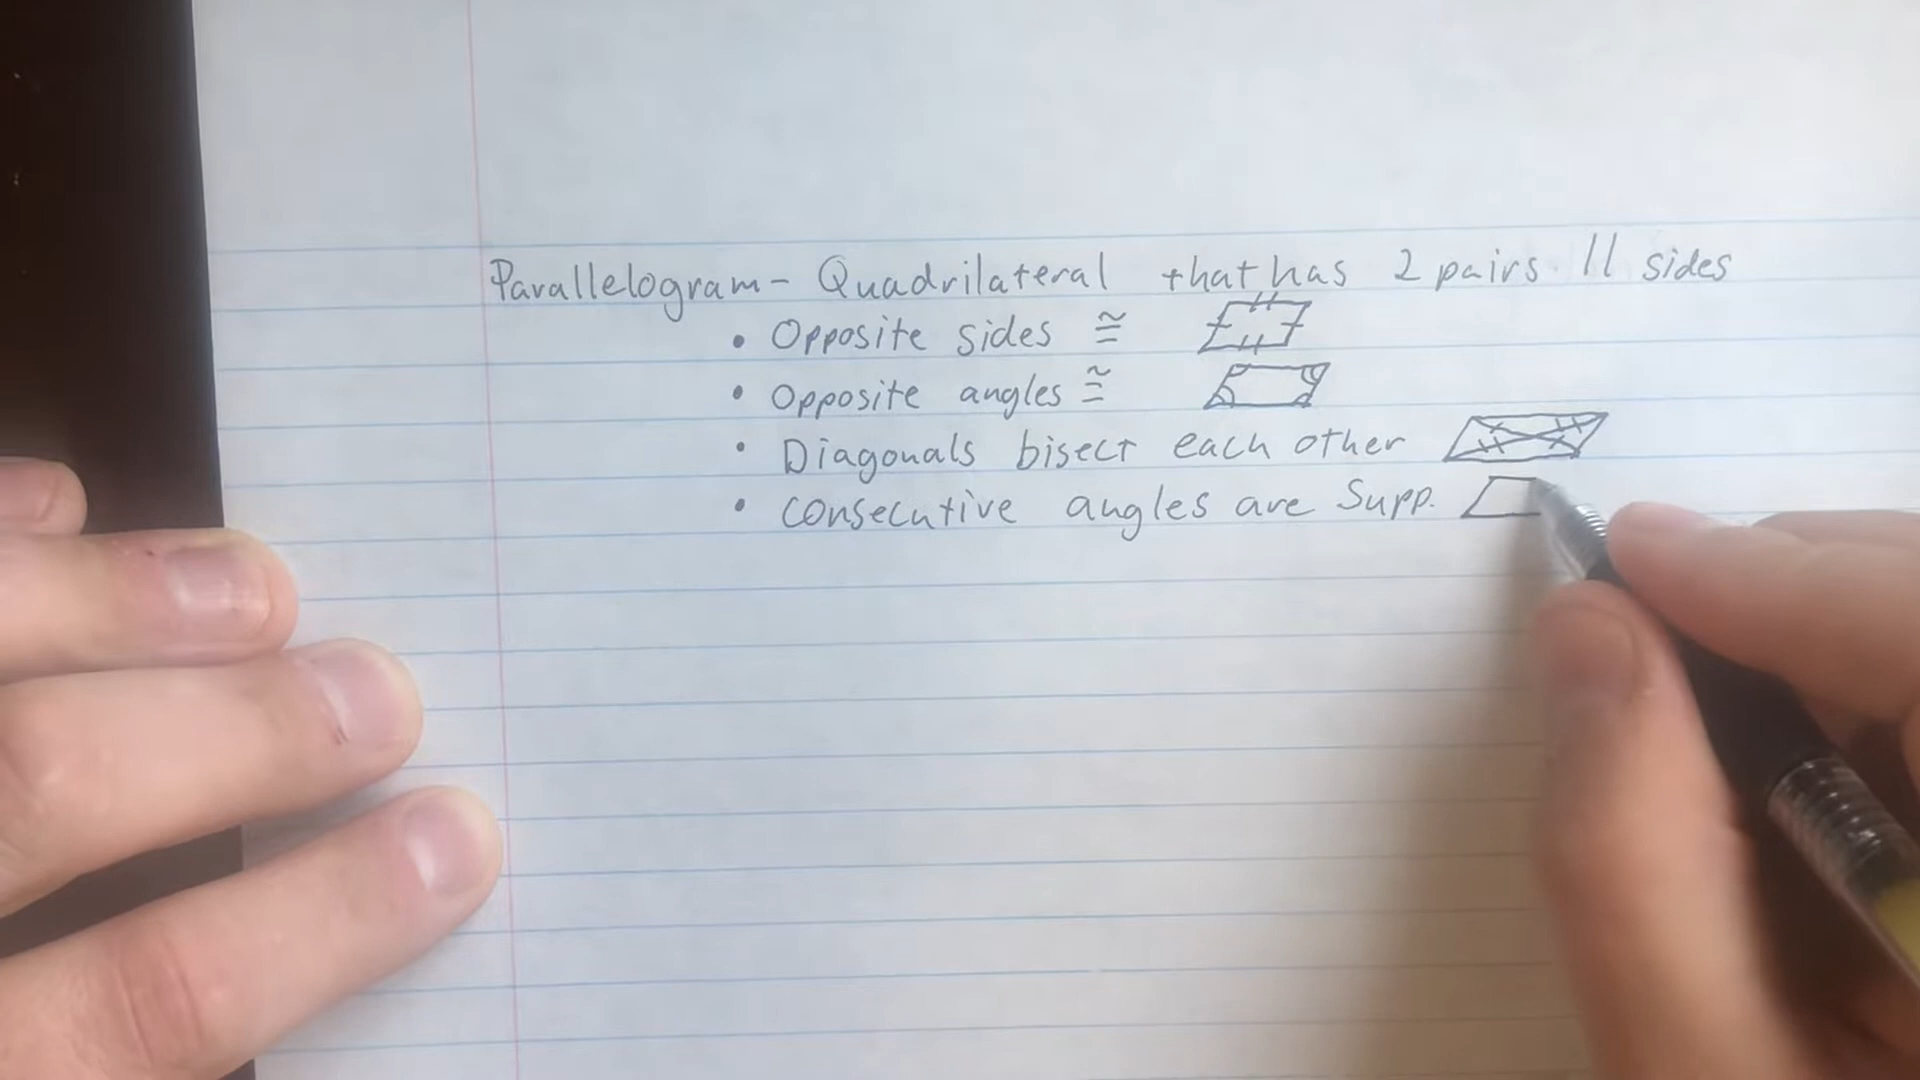 Parallelogram - Quadrilateral that has 2 pairs || sides
• Opposite sides ≅
• Opposite angles ≅
• Diagonals bisect each other
• consecutive angles are Supp.